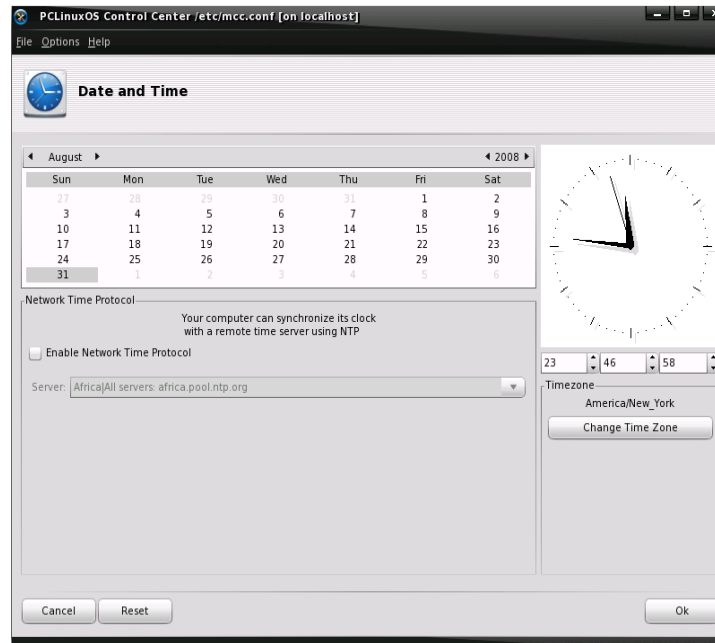 PCLinuxOS Control Center /etc/mcc.conf [on localhost]
File Options Help
Date and Time
August 2008
Sun Mon Tue Wed Thu Fri Sat
27 28 29 30 31 1 2
3 4 5 6 7 8 9
10 11 12 13 14 15 16
17 18 19 20 21 22 23
24 25 26 27 28 29 30
31 1 2 3 4 5 6
Network Time Protocol
Your computer can synchronize its clock
with a remote time server using NTP
Enable Network Time Protocol
Server: Africa|All servers: africa.pool.ntp.org
23 46 58
Timezone
America/New_York
Change Time Zone
Cancel Reset Ok